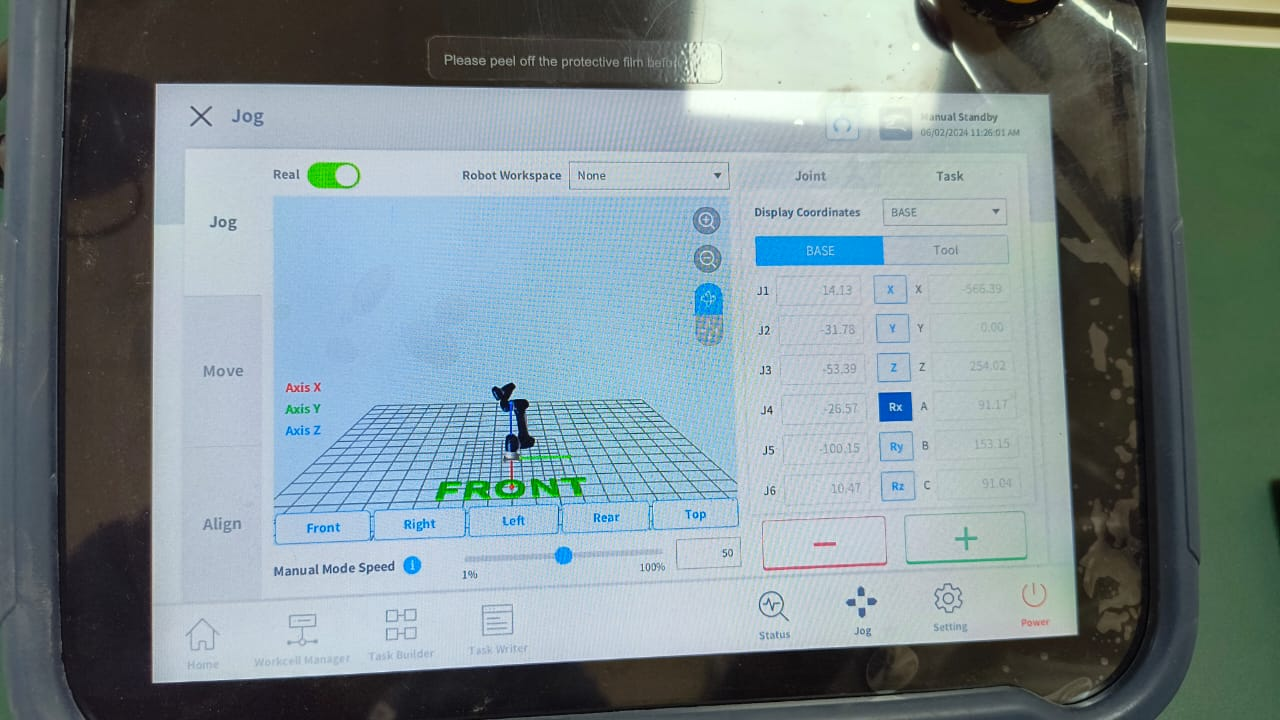 Please peel off the protective film befo
Jog
Manual Standby
06/02/2024 11:26:01 AM
Real
Robot Workspace None
Joint Task
Jog
Move
Align
Display Coordinates BASE
BASE Tool
J1 14.13 X X -566.39
J2 -31.78 Y Y 0.00
J3 -53.39 Z Z 254.02
J4 -26.57 Rx A 91.17
J5 -100.15 Ry B 153.15
J6 10.47 Rz C 91.04
Axis X
Axis Y
Axis Z
FRONT
Front Right Left Rear Top
Manual Mode Speed i 1% 100% 50
− +
Home Workcell Manager Task Builder Task Writer Status Jog Setting Power